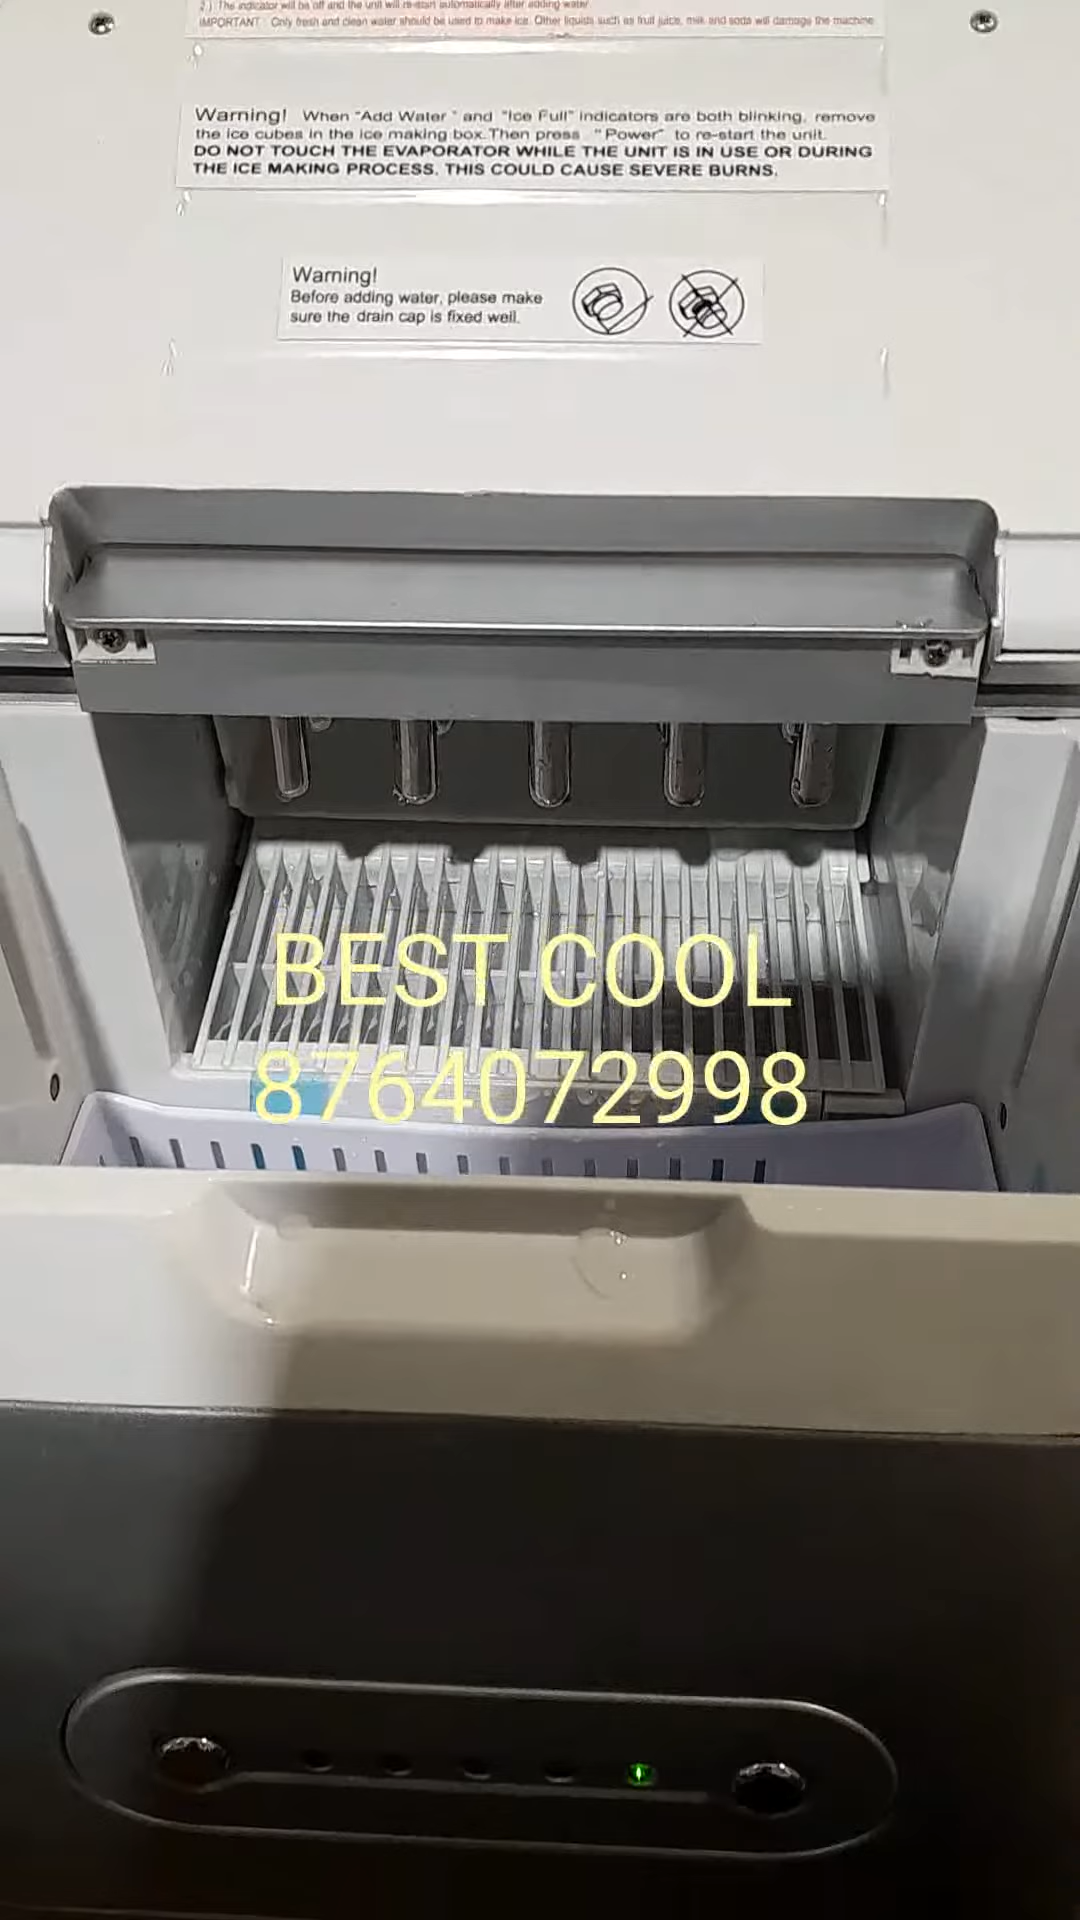 2.) The indicator will be off and the unit will re-start automatically after adding water.
IMPORTANT : Only fresh and clean water should be used to make ice. Other liquids such as fruit juice, milk and soda will damage the machine
Warning! When "Add Water " and "Ice Full" indicators are both blinking, remove
the ice cubes in the ice making box.Then press "Power" to re-start the unit.
DO NOT TOUCH THE EVAPORATOR WHILE THE UNIT IS IN USE OR DURING
THE ICE MAKING PROCESS. THIS COULD CAUSE SEVERE BURNS.
Warning!
Before adding water, please make
sure the drain cap is fixed well.
BEST COOL
8764072998